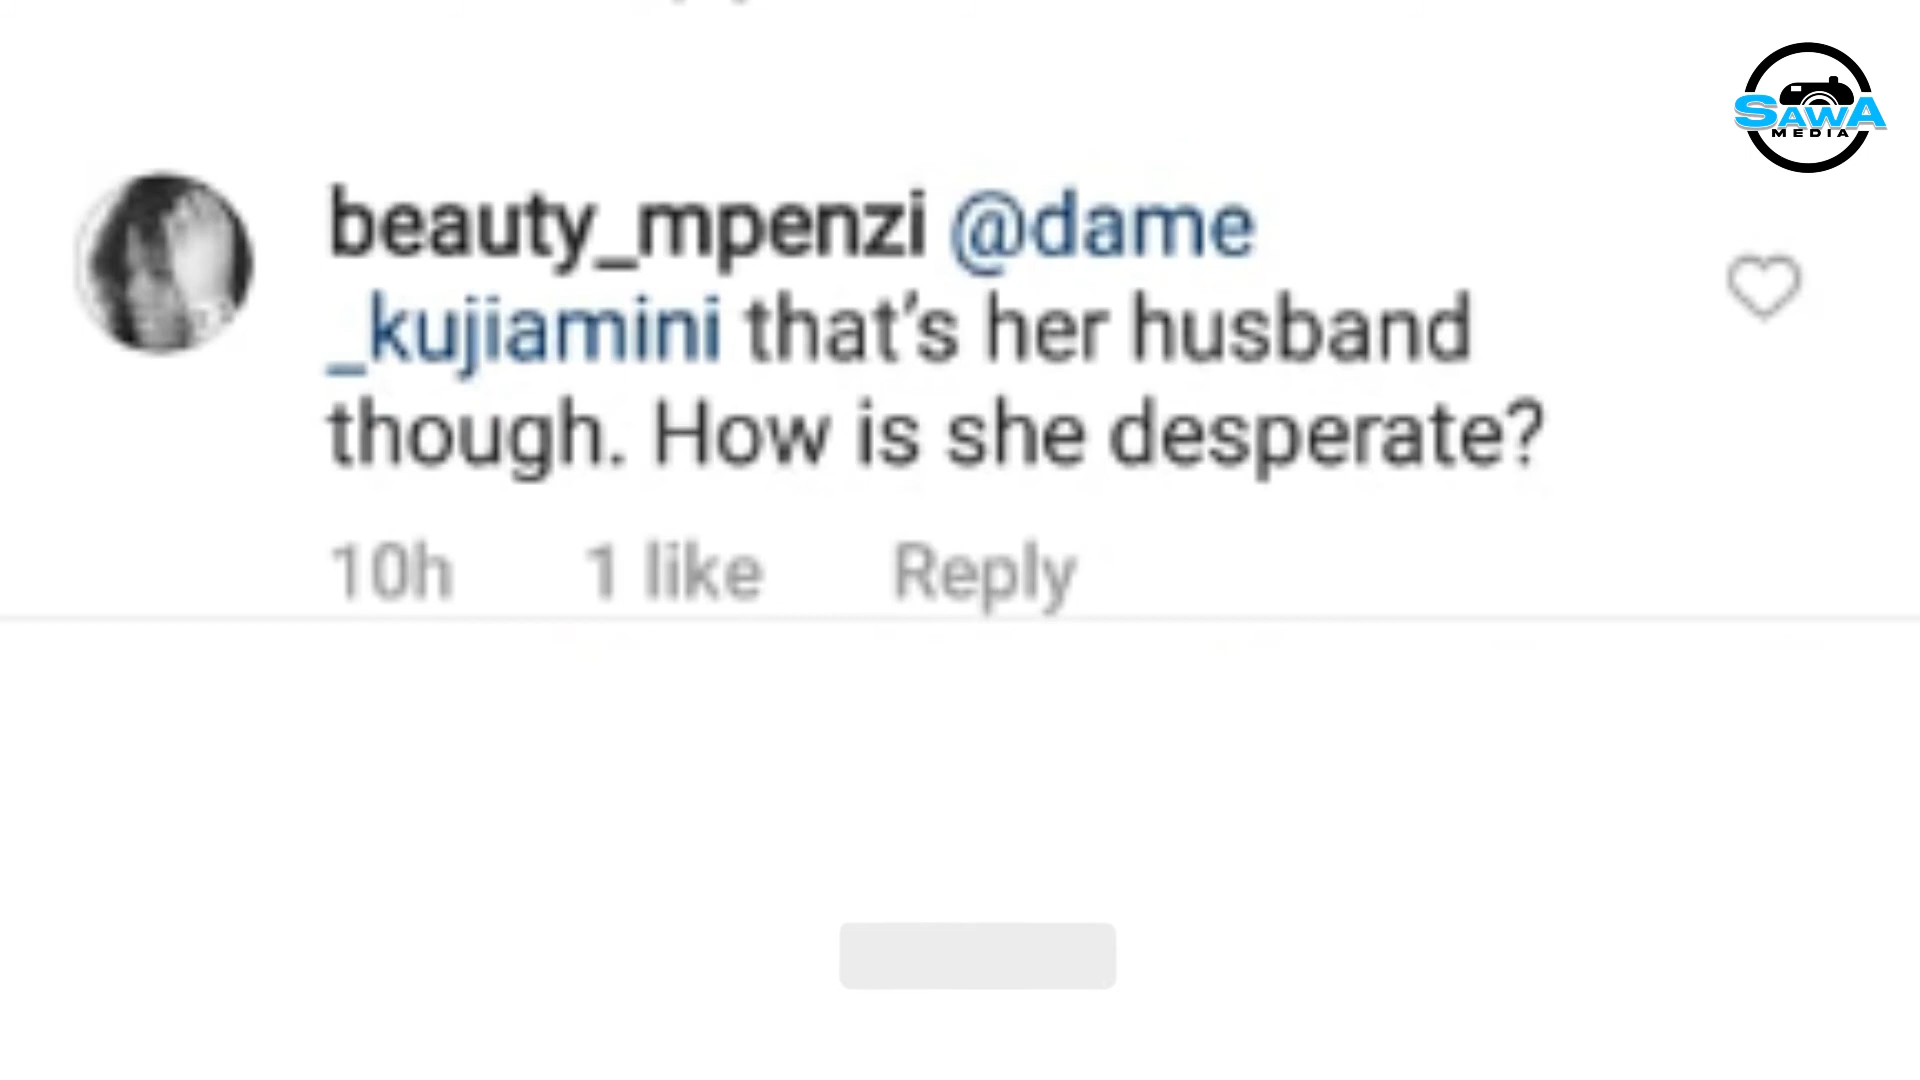 SAWA
MEDIA
beauty_mpenzi @dame
_kujiamini that’s her husband
though. How is she desperate?
10h 1 like Reply